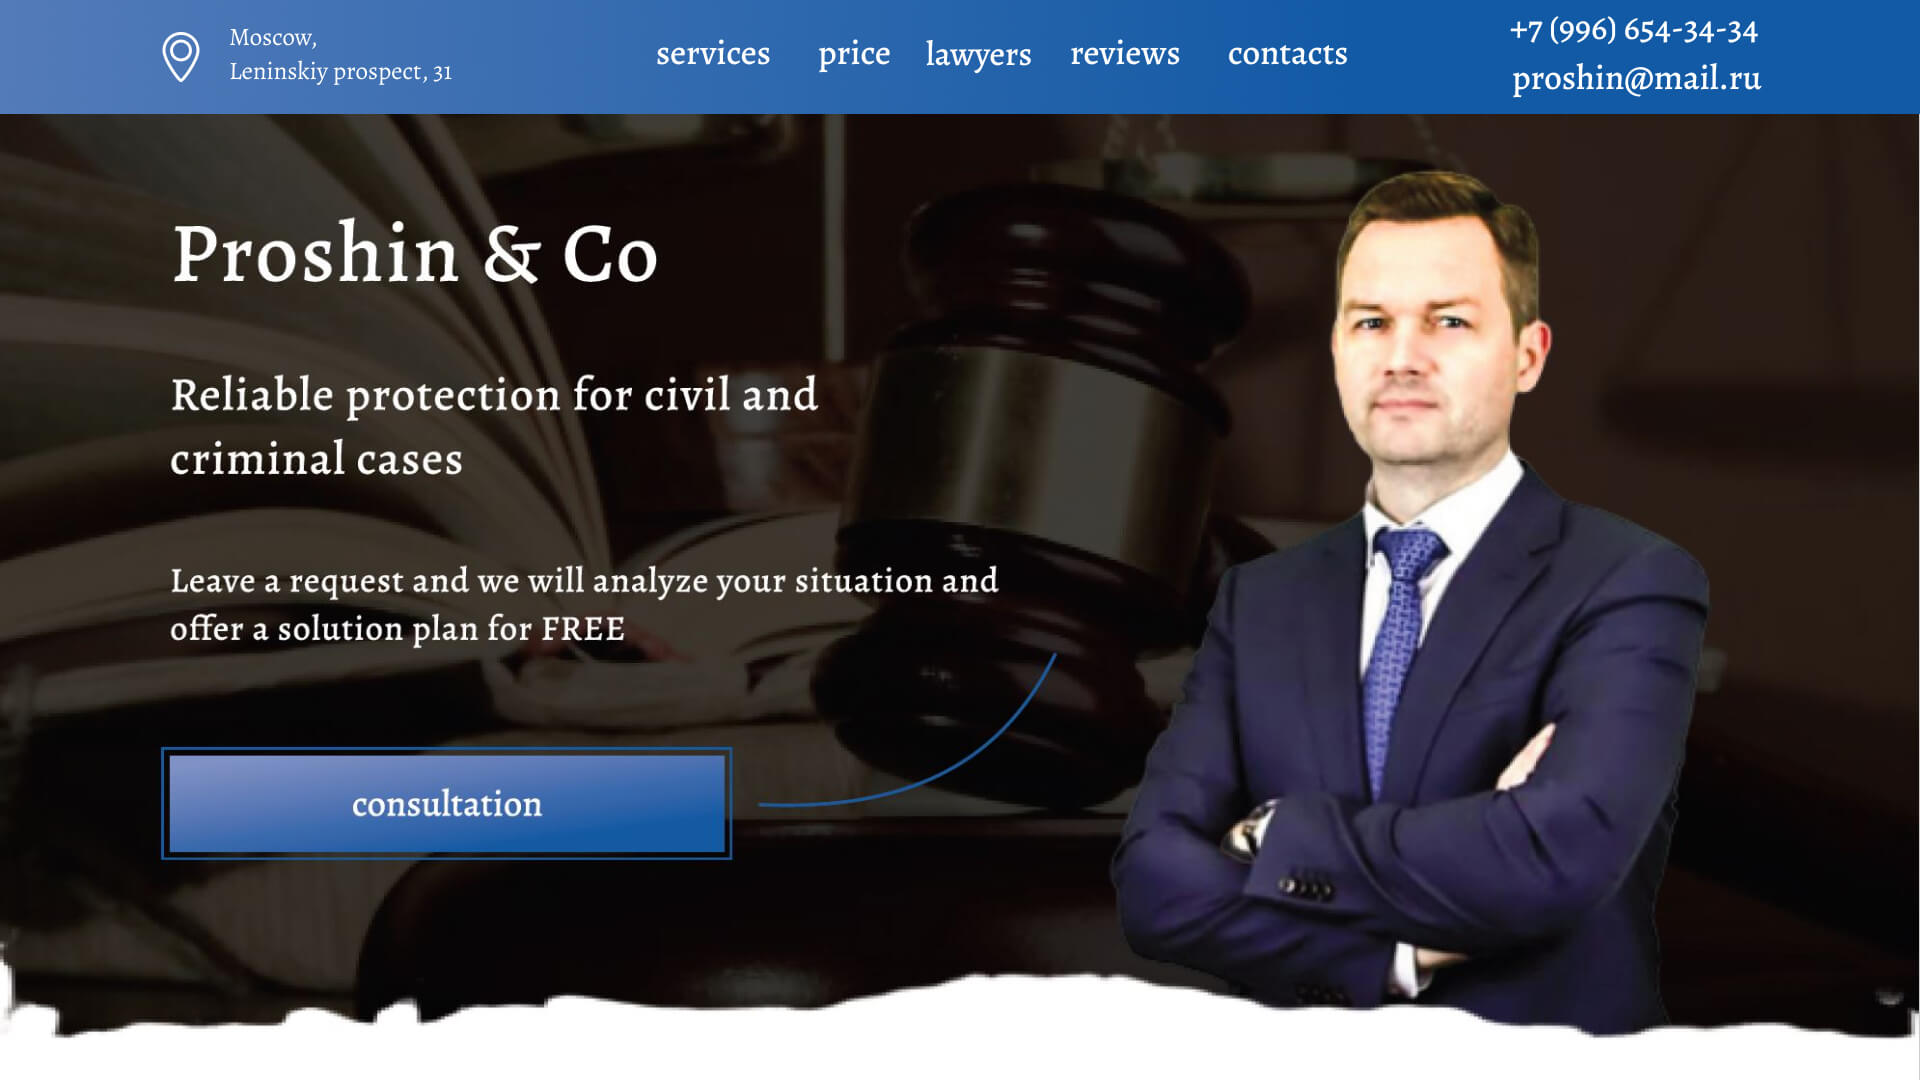 Moscow,
Leninskiy prospect, 31
services price lawyers reviews contacts
+7 (996) 654-34-34
proshin@mail.ru
Proshin & Co
Reliable protection for civil and
criminal cases
Leave a request and we will analyze your situation and
offer a solution plan for FREE
consultation